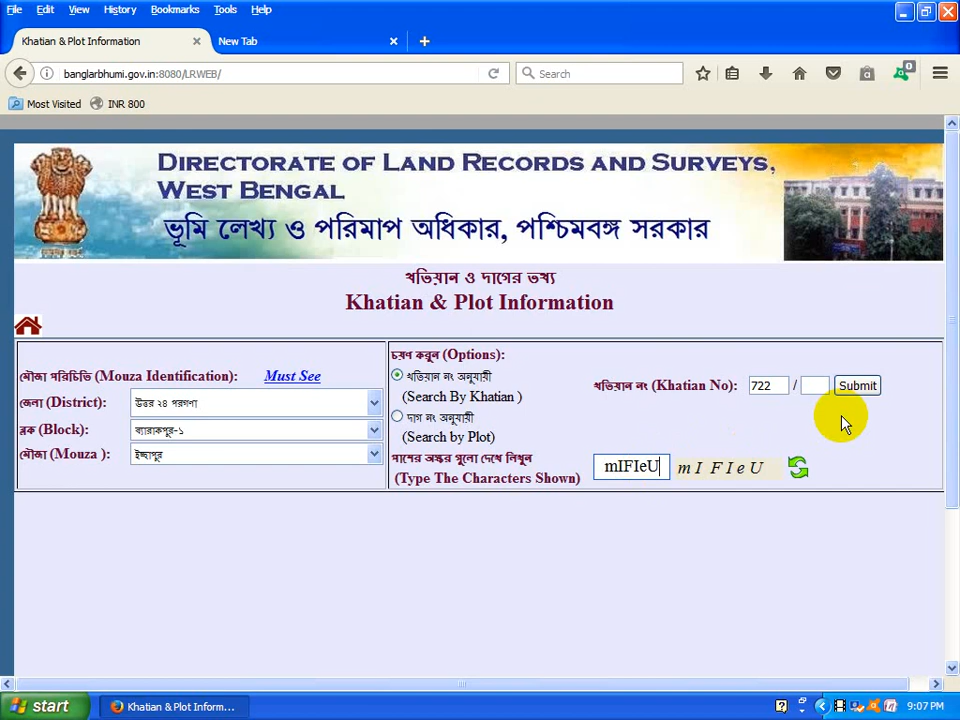 File Edit View History Bookmarks Tools Help
Khatian & Plot Information
New Tab
banglarbhumi.gov.in:8080/LRWEB/
Search
0
Most Visited INR 800
DIRECTORATE OF LAND RECORDS AND SURVEYS,
WEST BENGAL
ভূমি লেখ্য ও পরিমাপ অধিকার, পশ্চিমবঙ্গ সরকার
খতিয়ান ও দাগের তথ্য
Khatian & Plot Information
মৌজা পরিচিতি (Mouza Identification): Must See
জেলা (District): উত্তর ২৪ পরগণা
ব্লক (Block): ব্যারাকপুর-১
মৌজা (Mouza ): ইচ্ছাপুর
চয়ণ করুন (Options):
খতিয়ান নং অনুযায়ী
(Search By Khatian )
দাগ নং অনুযায়ী
(Search by Plot)
খতিয়ান নং (Khatian No): 722 / Submit
পাশের অক্ষর গুলো দেখে লিখুন
(Type The Characters Shown)
mIFIeU mIFIeU
start Khatian & Plot Inform... 9:07 PM